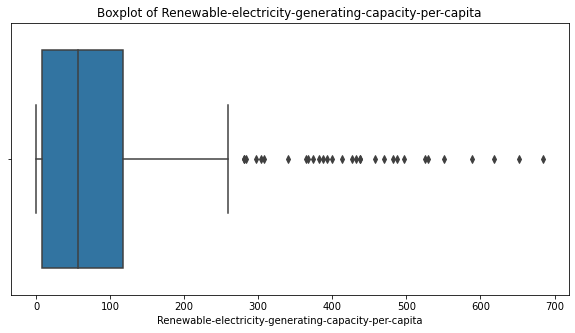 Boxplot of Renewable-electricity-generating-capacity-per-capita
0 100 200 300 400 500 600 700
Renewable-electricity-generating-capacity-per-capita